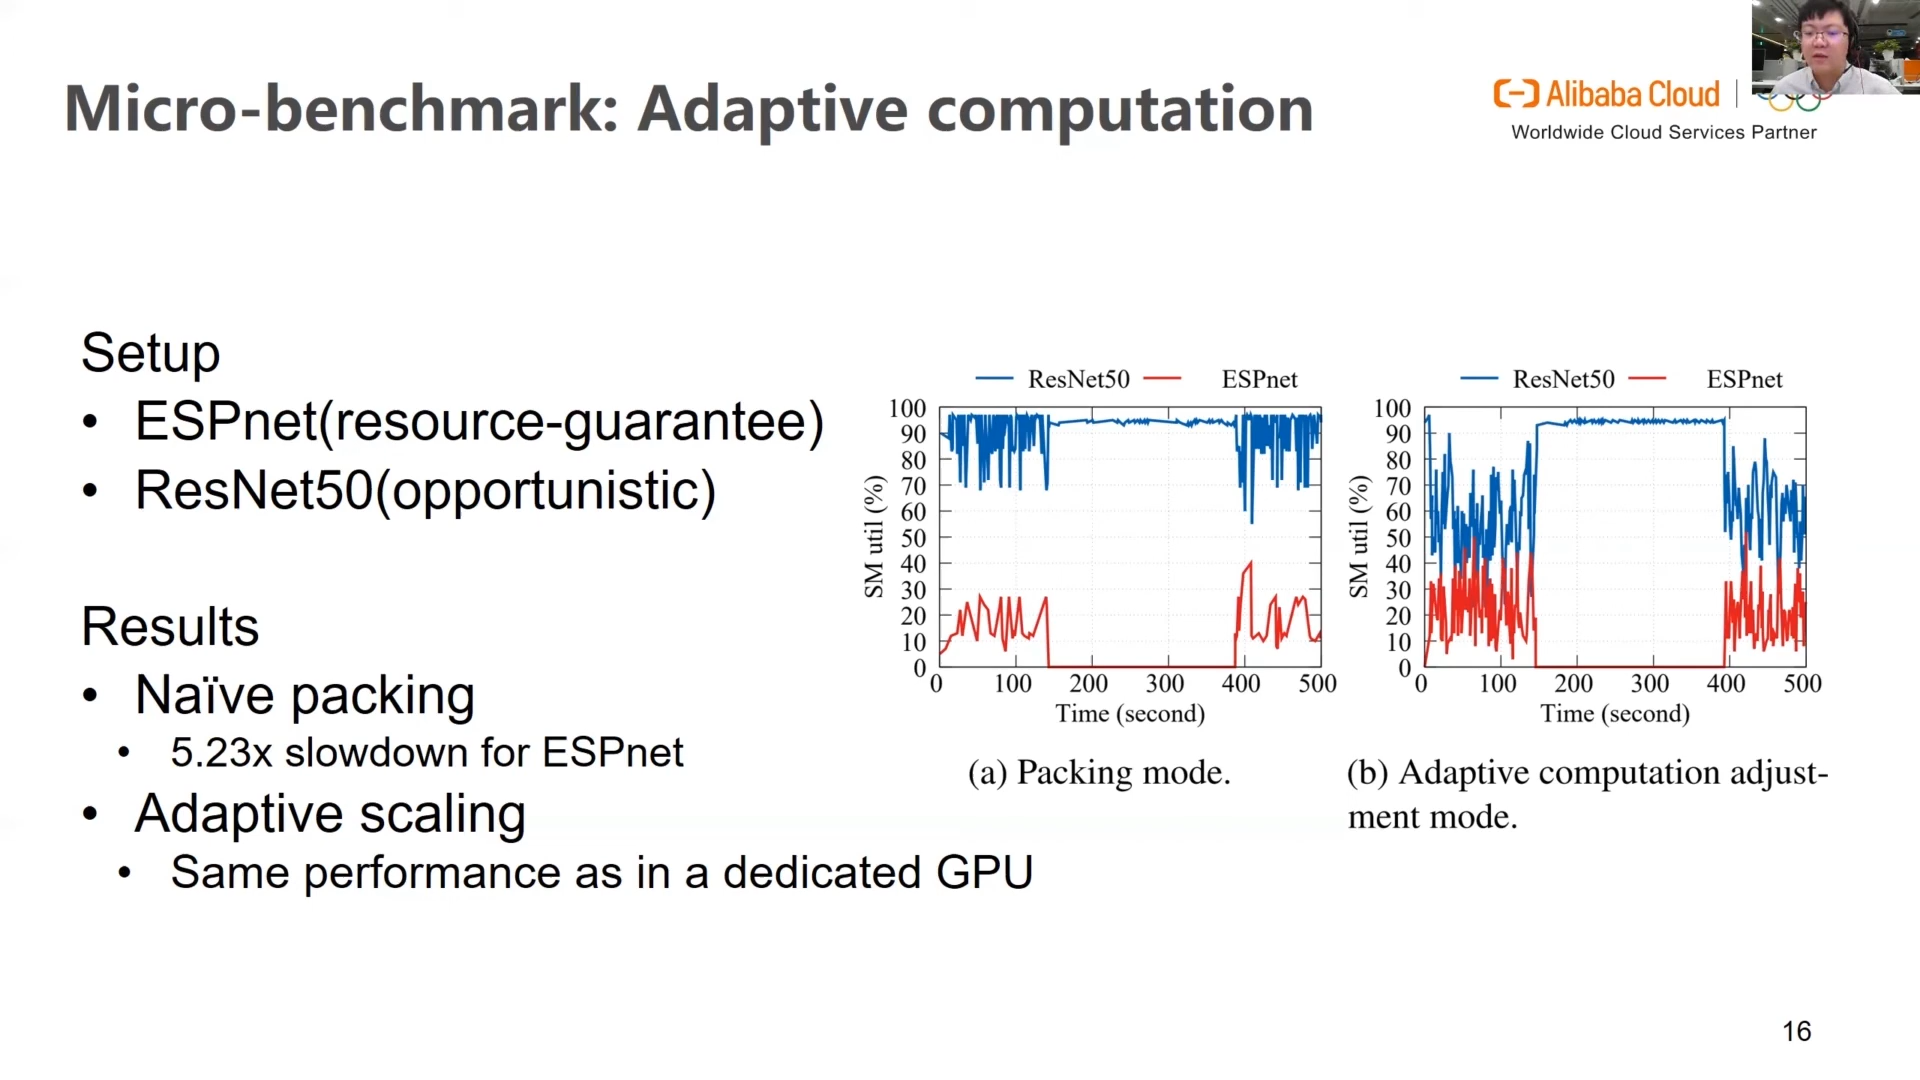 Micro-benchmark: Adaptive computation
Alibaba Cloud
Worldwide Cloud Services Partner
Setup
• ESPnet(resource-guarantee)
• ResNet50(opportunistic)
Results
• Naïve packing
• 5.23x slowdown for ESPnet
• Adaptive scaling
• Same performance as in a dedicated GPU
ResNet50 ESPnet
100
90
80
70
60
50
40
30
20
10
0
SM util (%)
0 100 200 300 400 500
Time (second)
(a) Packing mode.
ResNet50 ESPnet
100
90
80
70
60
50
40
30
20
10
0
SM util (%)
0 100 200 300 400 500
Time (second)
(b) Adaptive computation adjust-
ment mode.
16